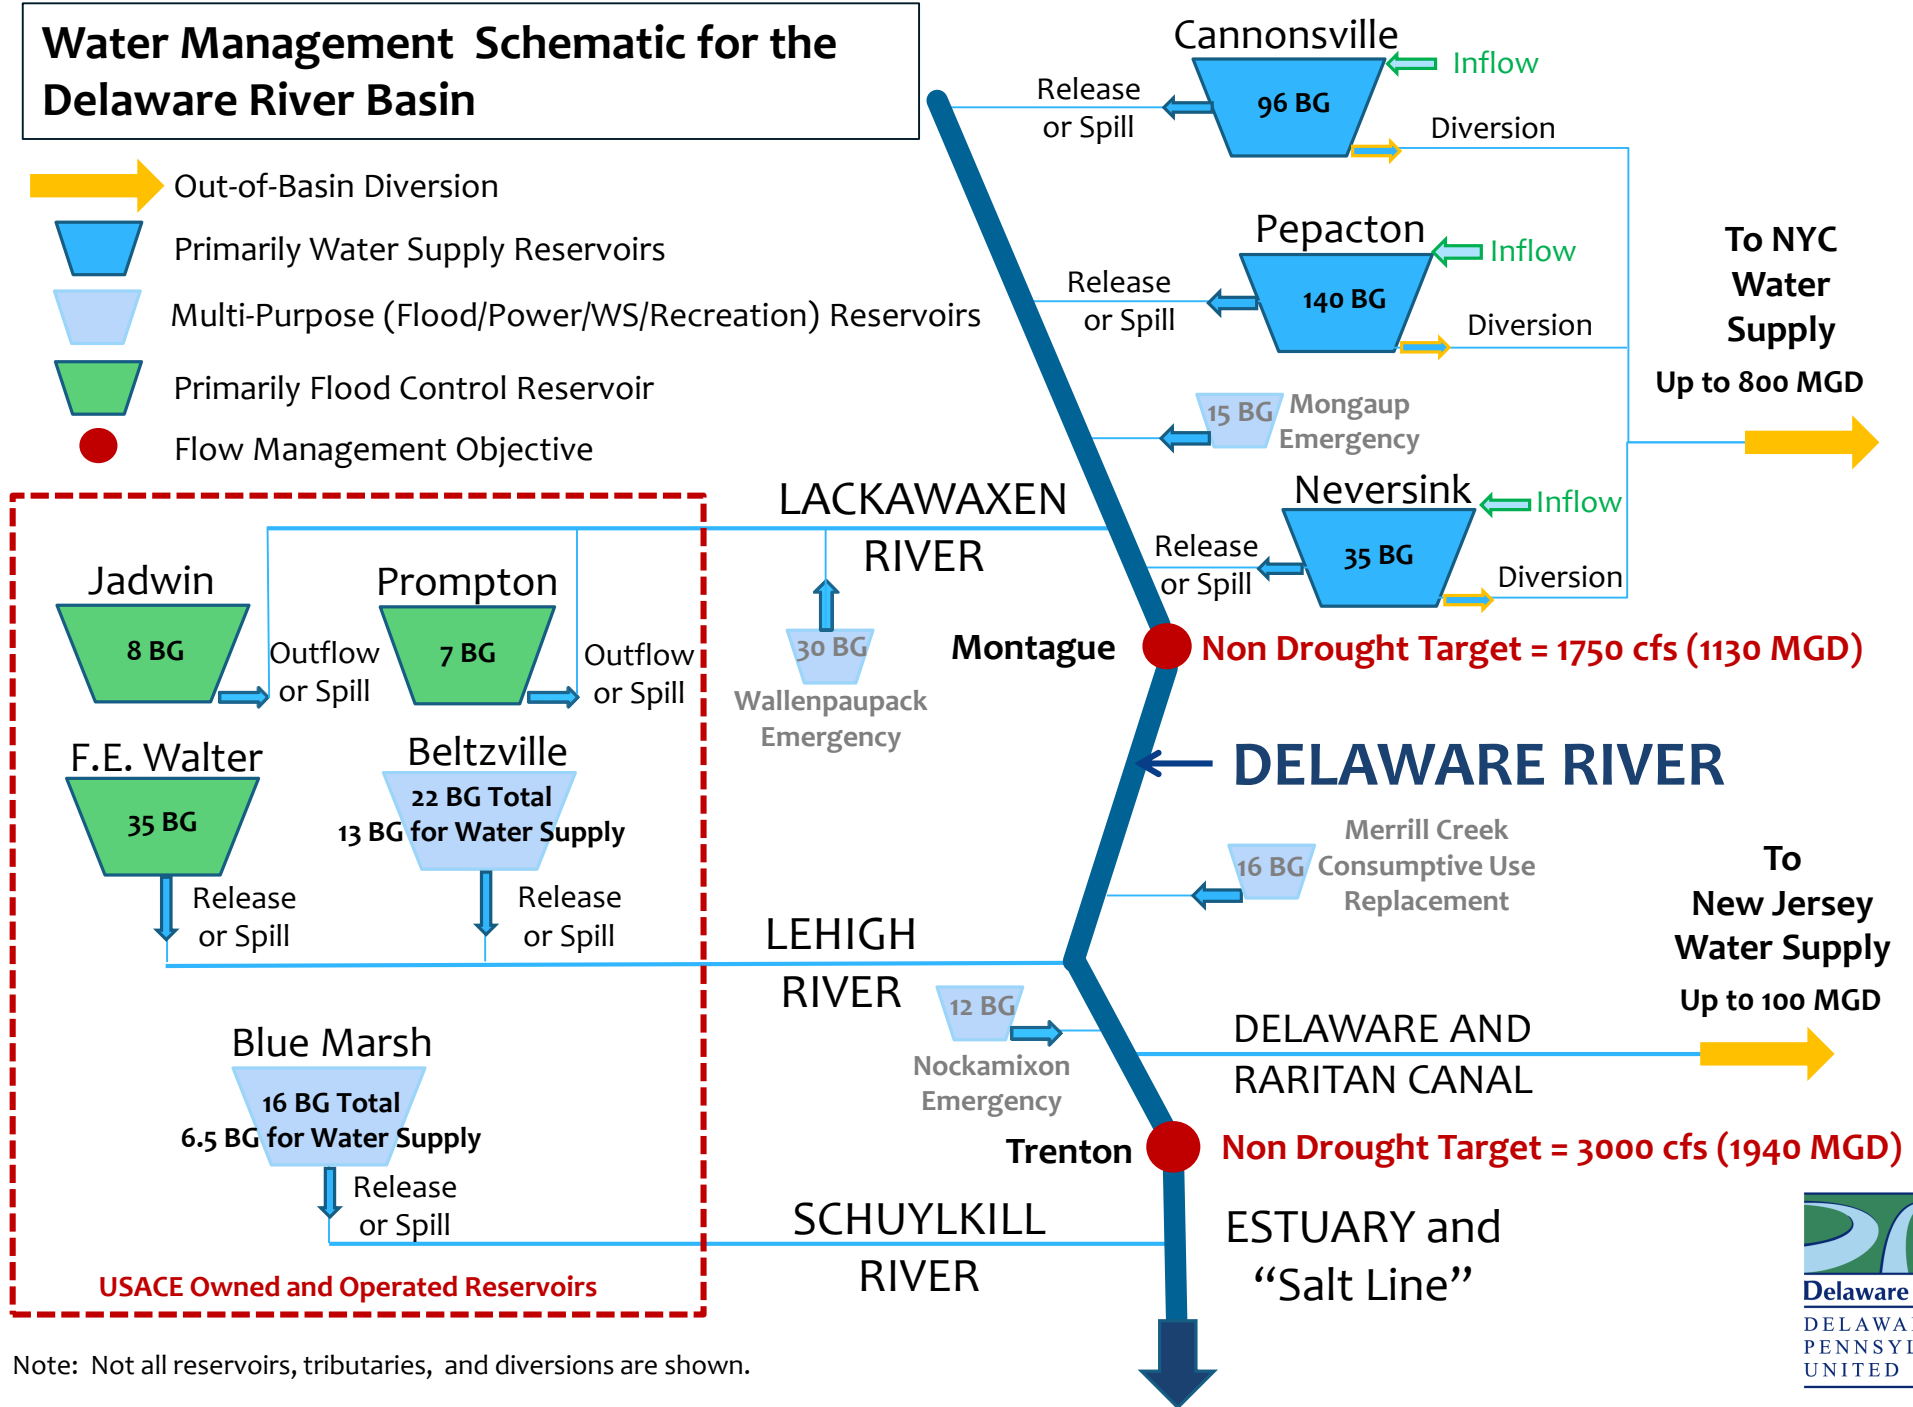 Water Management Schematic for the
Delaware River Basin
Out-of-Basin Diversion
Primarily Water Supply Reservoirs
Multi-Purpose (Flood/Power/WS/Recreation) Reservoirs
Primarily Flood Control Reservoir
Flow Management Objective
Cannonsville
Inflow
96 BG
Release
or Spill
Diversion
Pepacton
Inflow
140 BG
Release
or Spill
Diversion
To NYC
Water
Supply
Up to 800 MGD
15 BG
Mongaup
Emergency
Neversink
Inflow
35 BG
Release
or Spill
Diversion
LACKAWAXEN
RIVER
Jadwin
8 BG
Outflow
or Spill
Prompton
7 BG
Outflow
or Spill
30 BG
Wallenpaupack
Emergency
Montague
Non Drought Target = 1750 cfs (1130 MGD)
F.E. Walter
35 BG
Release
or Spill
Beltzville
22 BG Total
13 BG for Water Supply
Release
or Spill
DELAWARE RIVER
16 BG
Merrill Creek
Consumptive Use
Replacement
To
New Jersey
Water Supply
Up to 100 MGD
LEHIGH
RIVER
12 BG
Nockamixon
Emergency
DELAWARE AND
RARITAN CANAL
Blue Marsh
16 BG Total
6.5 BG for Water Supply
Release
or Spill
Trenton
Non Drought Target = 3000 cfs (1940 MGD)
SCHUYLKILL
RIVER
ESTUARY and
“Salt Line”
USACE Owned and Operated Reservoirs
Note: Not all reservoirs, tributaries, and diversions are shown.
Delaware
UNITED